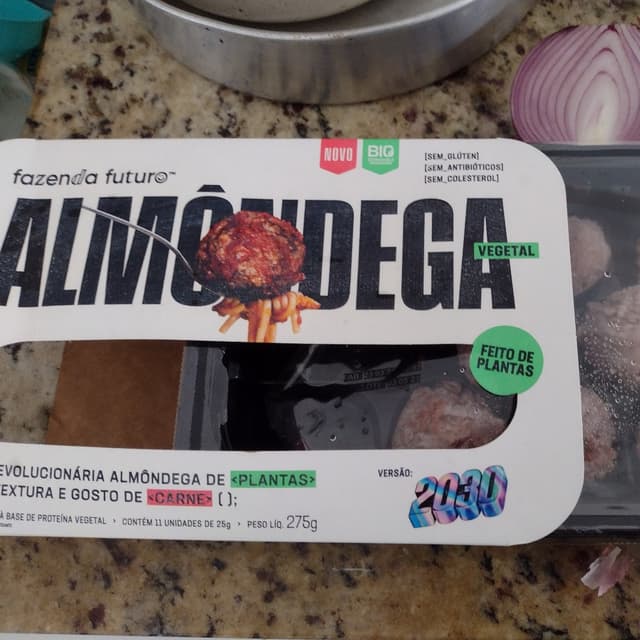 fazenda futuro™
NOVO
BIO
[SEM_GLÚTEN]
[SEM_ANTIBIÓTICOS]
[SEM_COLESTEROL]
ALMÔNDEGA
VEGETAL
FEITO DE
PLANTAS
EVOLUCIONÁRIA ALMÔNDEGA DE <PLANTAS>
TEXTURA E GOSTO DE <CARNE> ( );
À BASE DE PROTEÍNA VEGETAL > CONTÉM 11 UNIDADES DE 25g > PESO LÍQ. 275g
VERSÃO:
2030